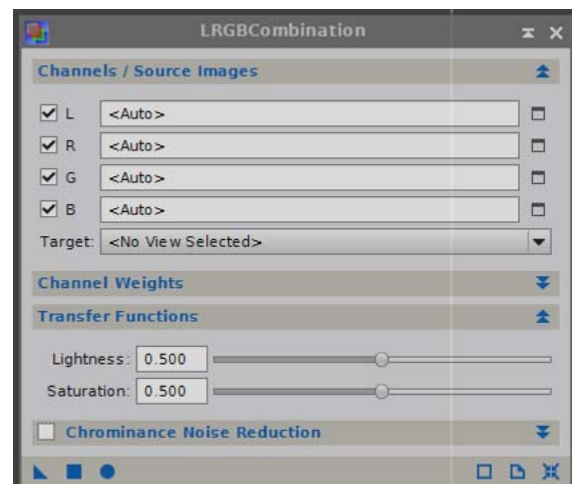 LRGBCombination
Channels / Source Images
L <Auto>
R <Auto>
G <Auto>
B <Auto>
Target: <No View Selected>
Channel Weights
Transfer Functions
Lightness: 0.500
Saturation: 0.500
Chrominance Noise Reduction